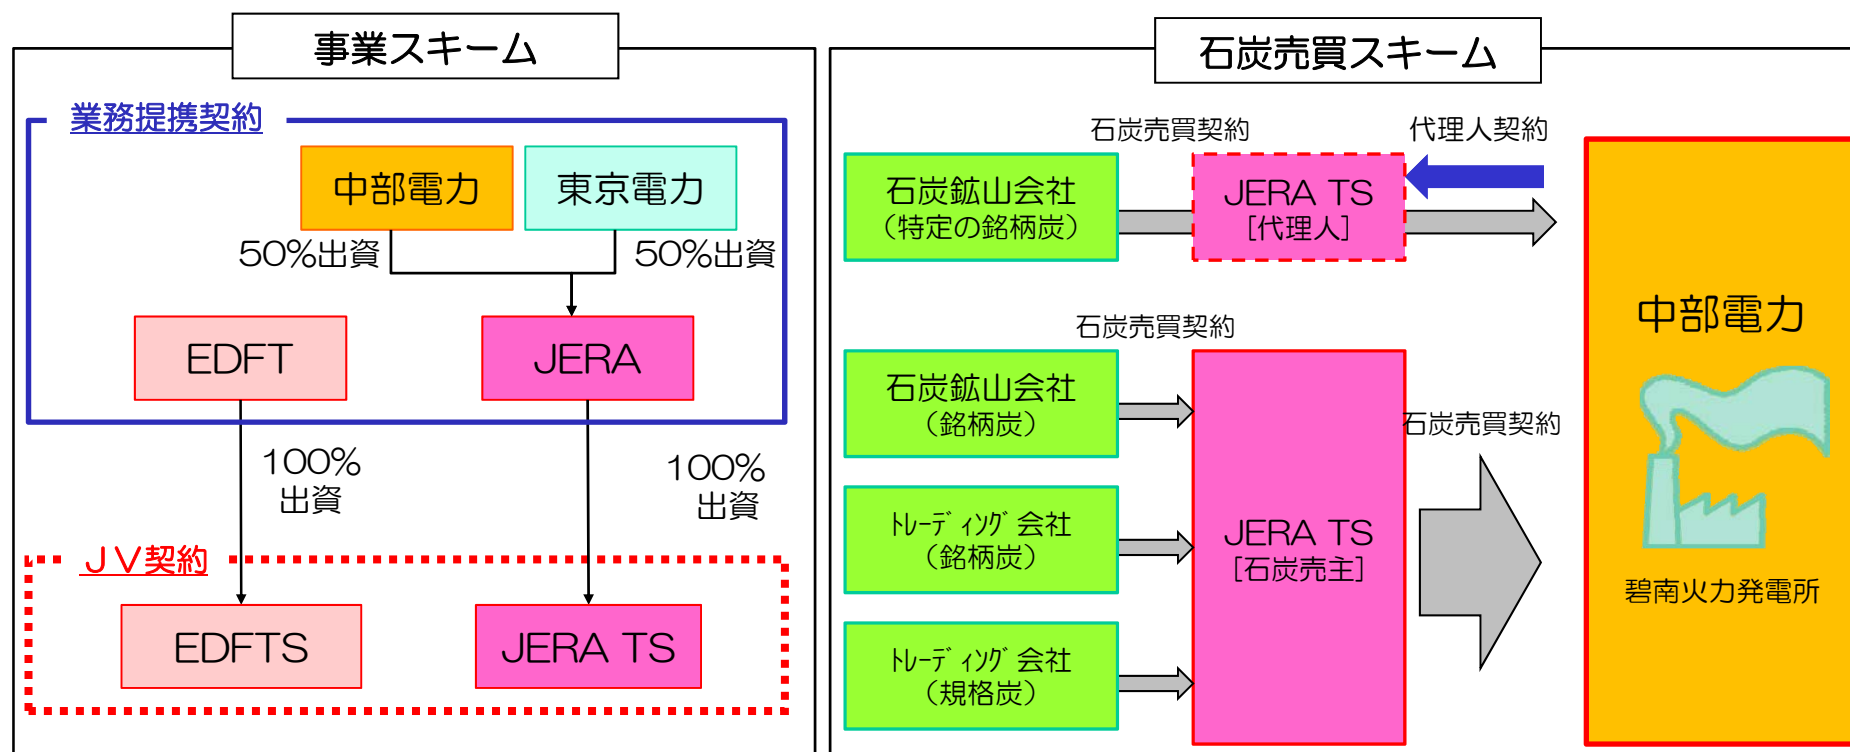 事業スキーム
業務提携契約
中部電力
東京電力
50%出資
50%出資
EDFT
JERA
100%
出資
100%
出資
JV契約
EDFTS
JERA TS
石炭売買スキーム
石炭売買契約
代理人契約
石炭鉱山会社
(特定の銘柄炭)
JERA TS
[代理人]
石炭売買契約
石炭鉱山会社
(銘柄炭)
ﾄﾚｰﾃﾞｨﾝｸﾞ会社
(銘柄炭)
ﾄﾚｰﾃﾞｨﾝｸﾞ会社
(規格炭)
JERA TS
[石炭売主]
石炭売買契約
中部電力
碧南火力発電所